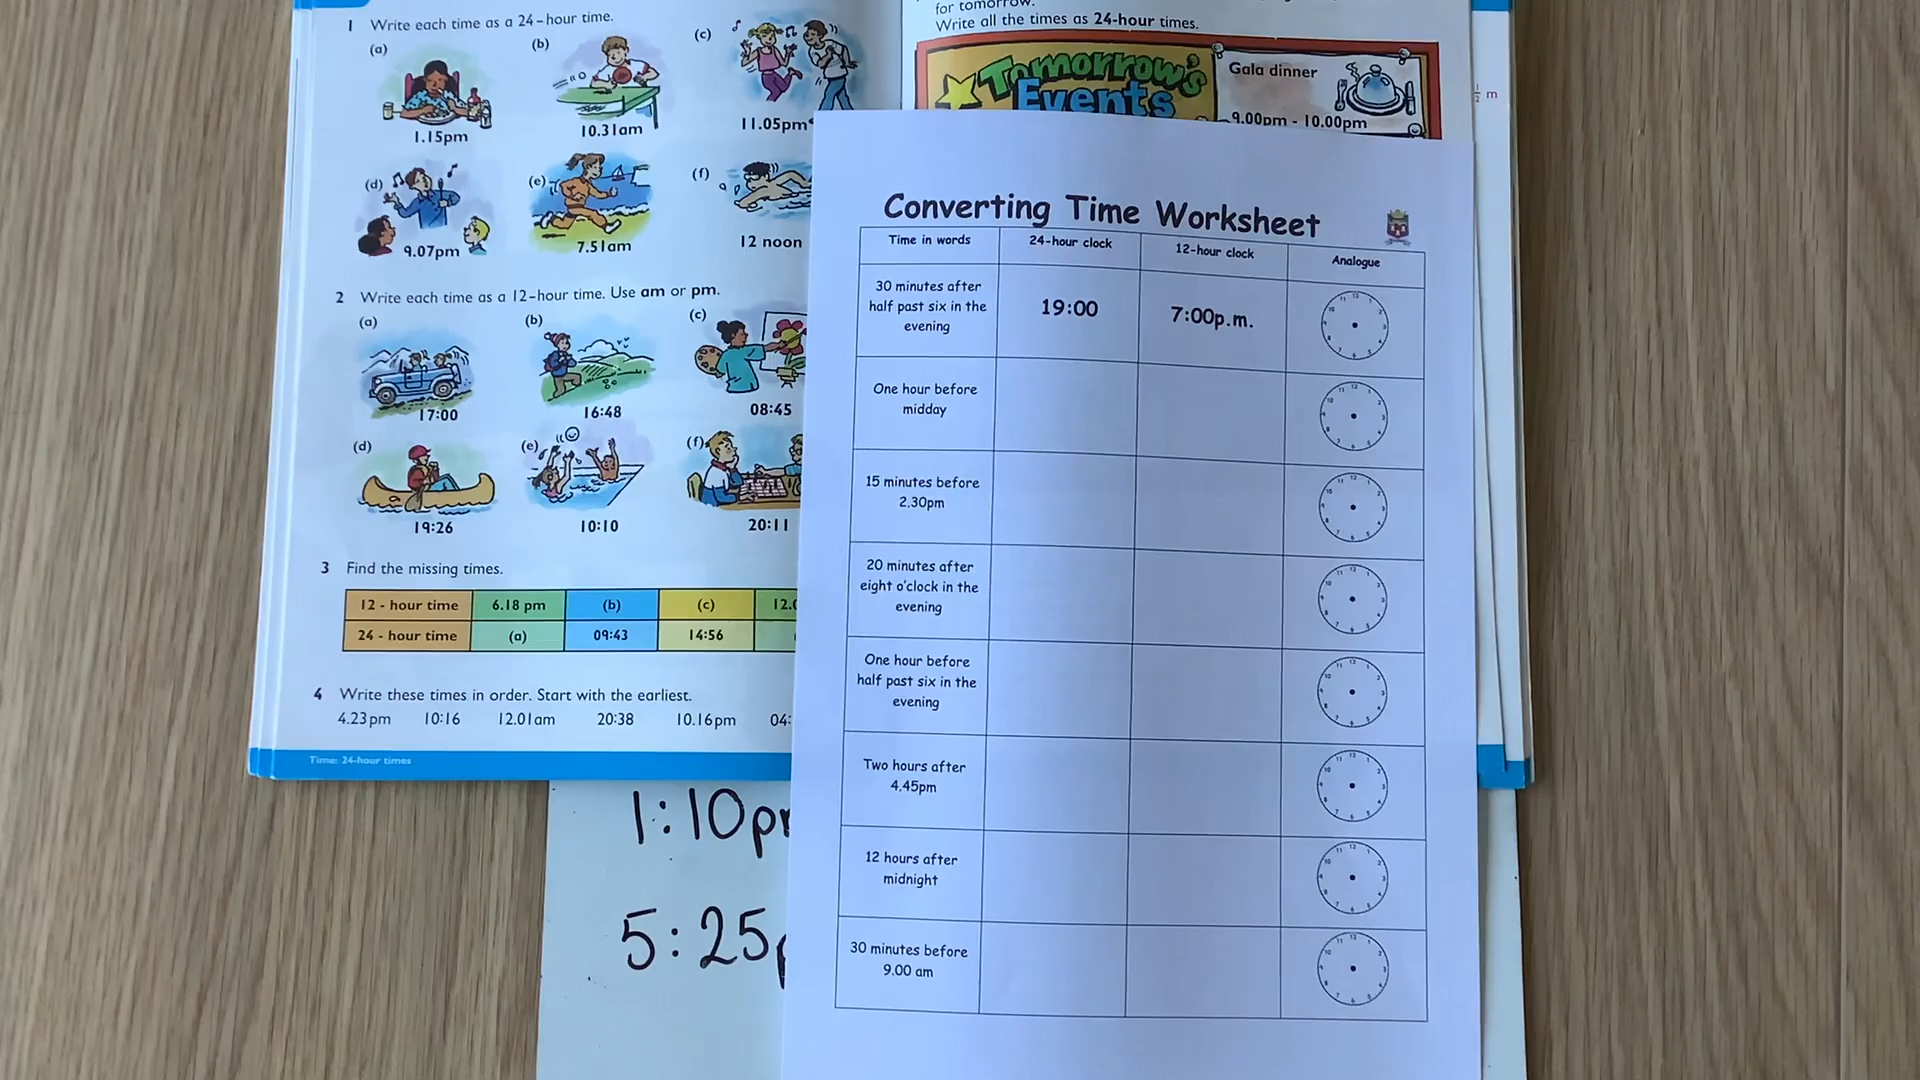 1 Write each time as a 24-hour time.
(a) (b) (c)
1.15pm 10.31am 11.05pm
(d) (e) (f)
9.07pm 7.51am 12 noon
2 Write each time as a 12-hour time. Use am or pm.
(a) (b) (c)
17:00 16:48 08:45
(d) (e) (f)
19:26 10:10 20:11
3 Find the missing times.
12 - hour time 6.18 pm (b) (c)
24 - hour time (a) 09:43 14:56
4 Write these times in order. Start with the earliest.
4.23pm 10:16 12.01am 20:38 10.16pm 04:
Time: 24-hour times
for tomorrow.
Write all the times as 24-hour times.
Tomorrow's
Events
Gala dinner
9.00pm - 10.00pm
1/2 m
Converting Time Worksheet
Time in words 24-hour clock 12-hour clock Analogue
30 minutes after
half past six in the
evening
19:00 7:00p.m.
One hour before
midday
15 minutes before
2.30pm
20 minutes after
eight o'clock in the
evening
One hour before
half past six in the
evening
Two hours after
4.45pm
12 hours after
midnight
30 minutes before
9.00 am
1:10p
5:25